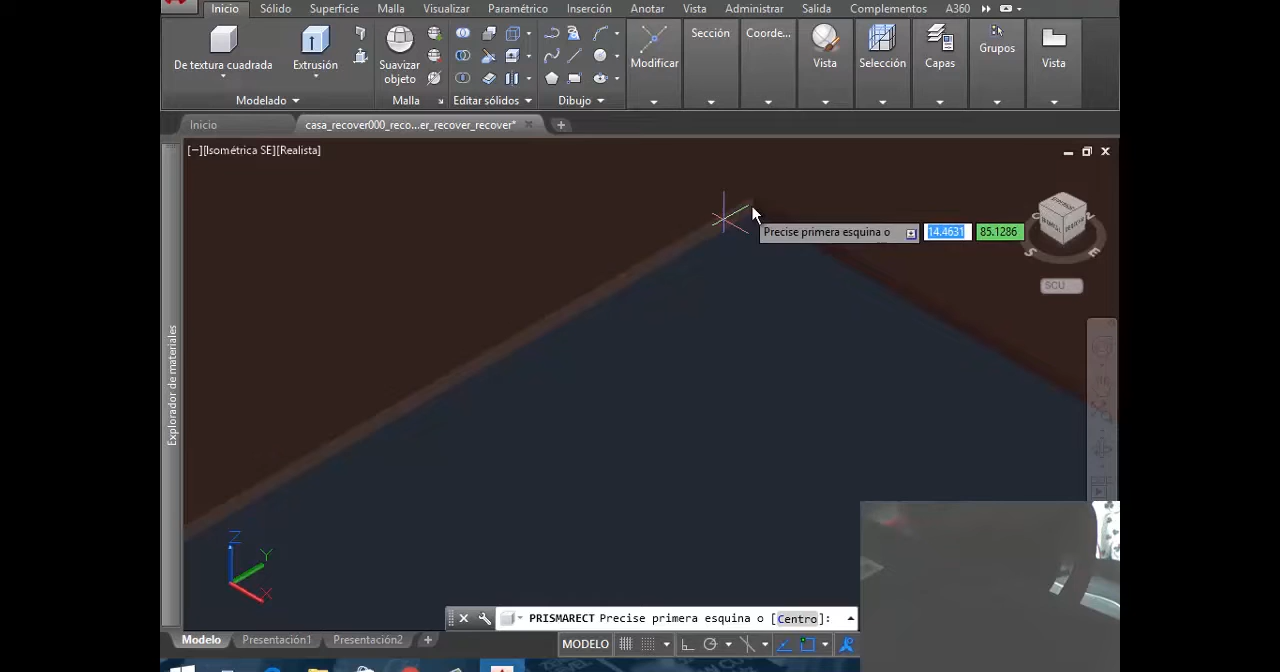 Inicio Sólido Superficie Malla Visualizar Paramétrico Inserción Anotar Vista Administrar Salida Complementos A360
De textura cuadrada
Extrusión
Suavizar objeto
Modificar
Sección
Coorde...
Vista
Selección
Capas
Grupos
Vista
Modelado
Malla
Editar sólidos
Dibujo
Inicio
casa_recover000_reco...er_recover_recover*
[−][Isométrica SE][Realista]
Precise primera esquina o
14.4631
85.1286
S
E
SCU
Explorador de materiales
Z
Y
X
PRISMARECT Precise primera esquina o [Centro]:
Modelo Presentación1 Presentación2
MODELO